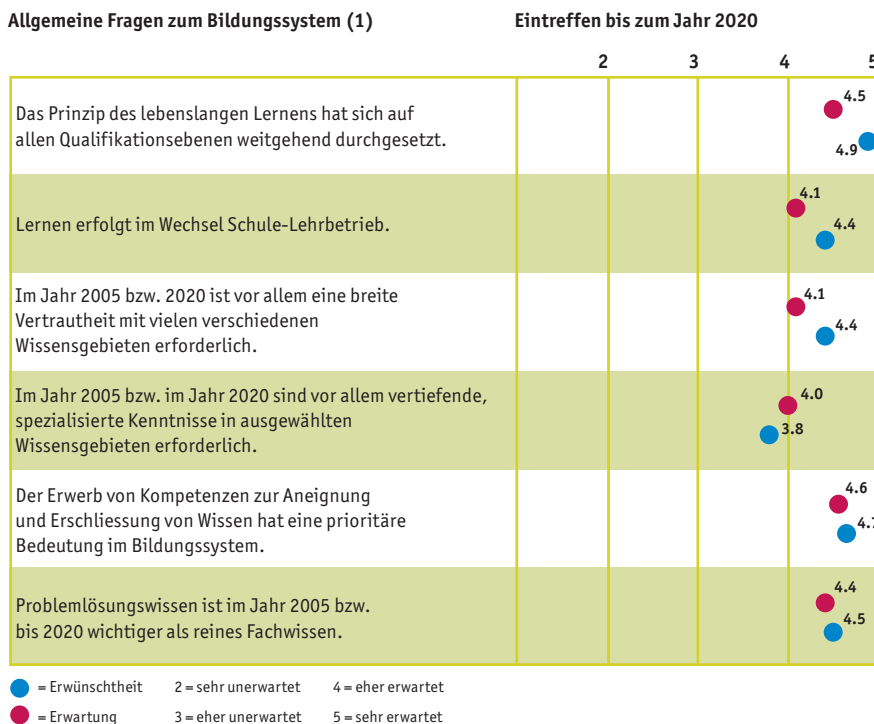 Allgemeine Fragen zum Bildungssystem (1)
Eintreffen bis zum Jahr 2020
2 3 4 5
Das Prinzip des lebenslangen Lernens hat sich auf
allen Qualifikationsebenen weitgehend durchgesetzt.
4.5
4.9
Lernen erfolgt im Wechsel Schule-Lehrbetrieb.
4.1
4.4
Im Jahr 2005 bzw. 2020 ist vor allem eine breite
Vertrautheit mit vielen verschiedenen
Wissensgebieten erforderlich.
4.1
4.4
Im Jahr 2005 bzw. im Jahr 2020 sind vor allem vertiefende,
spezialisierte Kenntnisse in ausgewählten
Wissensgebieten erforderlich.
4.0
3.8
Der Erwerb von Kompetenzen zur Aneignung
und Erschliessung von Wissen hat eine prioritäre
Bedeutung im Bildungssystem.
4.6
4.7
Problemlösungswissen ist im Jahr 2005 bzw.
bis 2020 wichtiger als reines Fachwissen.
4.4
4.5
= Erwünschtheit 2 = sehr unerwartet 4 = eher erwartet
= Erwartung 3 = eher unerwartet 5 = sehr erwartet